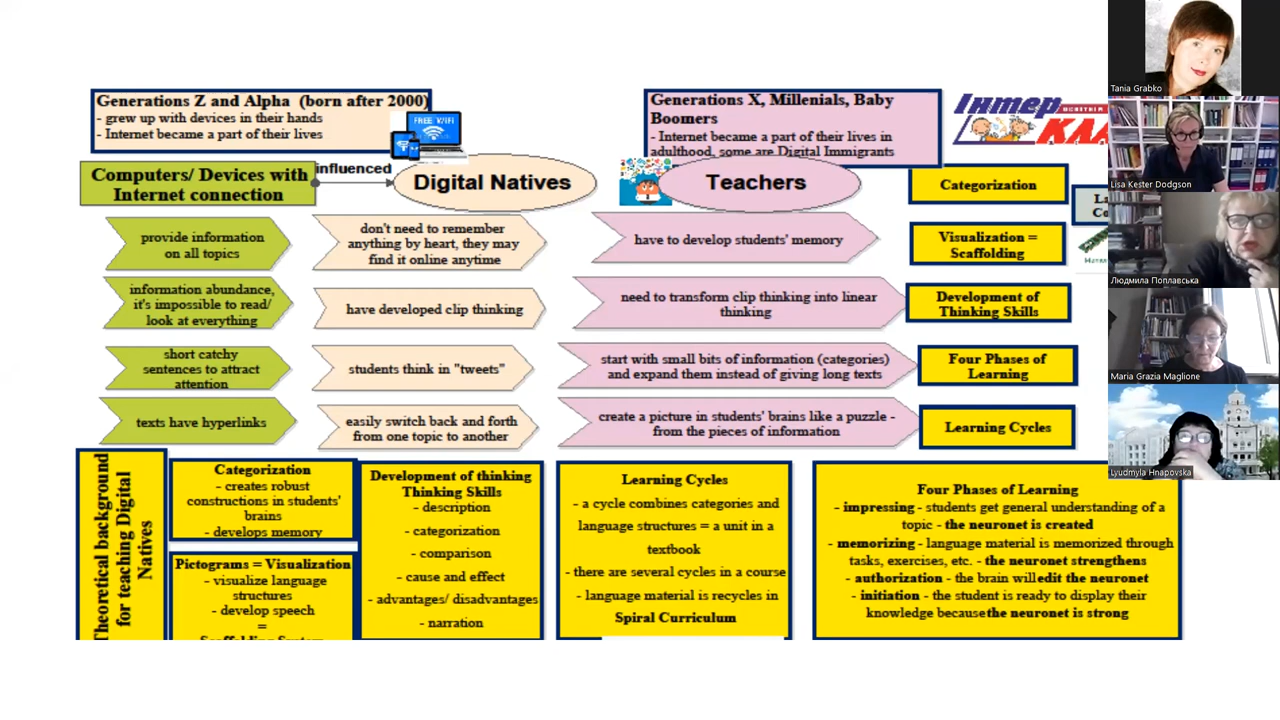 Generations Z and Alpha (born after 2000)
- grew up with devices in their hands
- Internet became a part of their lives
FREE WIFI
Generations X, Millenials, Baby
Boomers
- Internet became a part of their lives in
adulthood, some are Digital Immigrants
Інтер
КЛА
Computers/ Devices with
Internet connection
influenced
Digital Natives
Teachers
Categorization
provide information
on all topics
don't need to remember
anything by heart, they may
find it online anytime
have to develop students' memory
Visualization =
Scaffolding
information abundance,
it's impossible to read/
look at everything
have developed clip thinking
need to transform clip thinking into linear
thinking
Development of
Thinking Skills
short catchy
sentences to attract
attention
students think in "tweets"
start with small bits of information (categories)
and expand them instead of giving long texts
Four Phases of
Learning
texts have hyperlinks
easily switch back and forth
from one topic to another
create a picture in students' brains like a puzzle -
from the pieces of information
Learning Cycles
Theoretical background
for teaching Digital
Natives
Categorization
- creates robust
constructions in students'
brains
- develops memory
Pictograms = Visualization
- visualize language
structures
- develop speech
=
Scaffolding System
Development of thinking
Thinking Skills
- description
- categorization
- comparison
- cause and effect
- advantages/ disadvantages
- narration
Learning Cycles
- a cycle combines categories and
language structures = a unit in a
textbook
- there are several cycles in a course
- language material is recycles in
Spiral Curriculum
Four Phases of Learning
- impressing - students get general understanding of a
topic - the neuronet is created
- memorizing - language material is memorized through
tasks, exercises, etc. - the neuronet strengthens
- authorization - the brain will edit the neuronet
- initiation - the student is ready to display their
knowledge because the neuronet is strong
Tania Grabko
Lisa Kester Dodgson
Людмила Поплавська
Maria Grazia Maglione
Lyudmyla Hnapovska